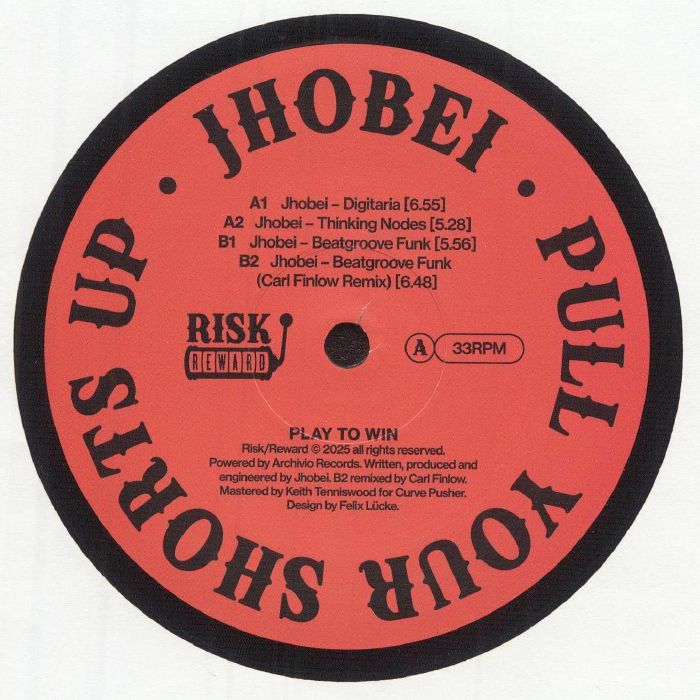 JHOBEI • PULL YOUR SHORTS UP •
A1 Jhobei – Digitaria [6.55]
A2 Jhobei – Thinking Nodes [5.28]
B1 Jhobei – Beatgroove Funk [5.56]
B2 Jhobei – Beatgroove Funk
(Carl Finlow Remix) [6.48]
RISK
REWARD
A 33RPM
PLAY TO WIN
Risk/Reward © 2025 all rights reserved.
Powered by Archivio Records. Written, produced and
engineered by Jhobei. B2 remixed by Carl Finlow.
Mastered by Keith Tenniswood for Curve Pusher.
Design by Felix Lücke.